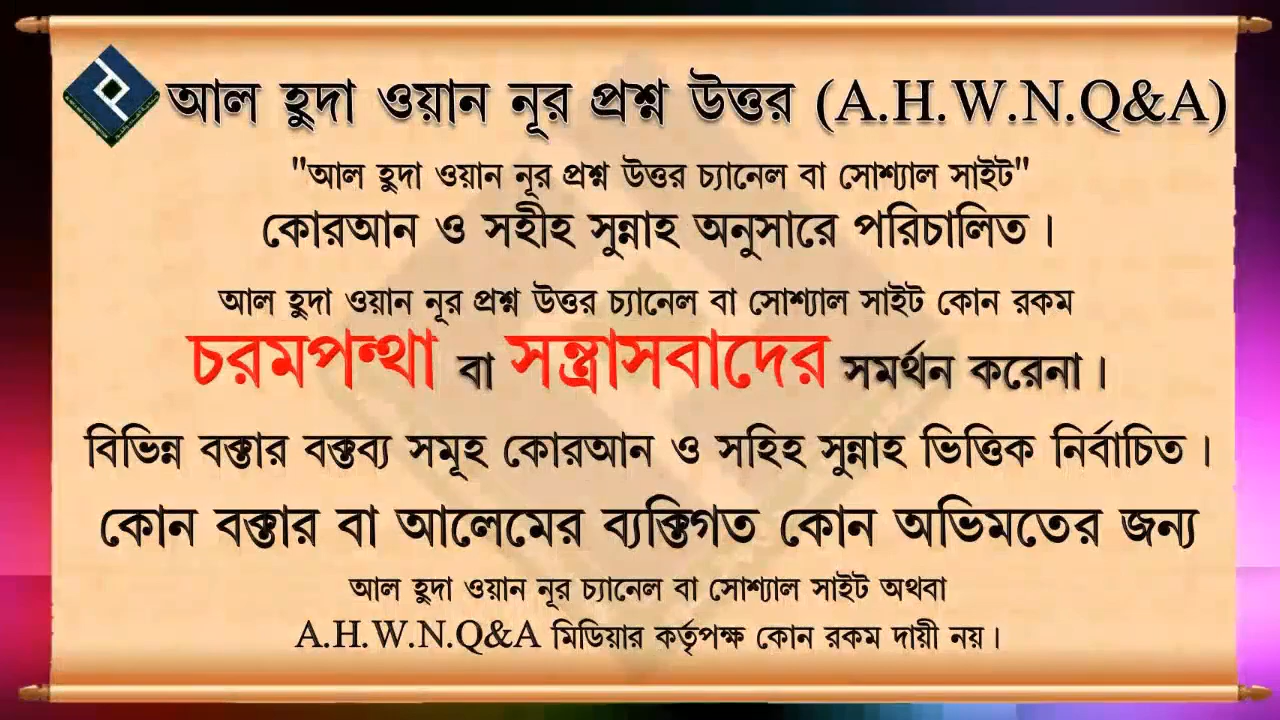 আল হুদা ওয়ান নূর প্রশ্ন উত্তর (A.H.W.N.Q&A)
"আল হুদা ওয়ান নূর প্রশ্ন উত্তর চ্যানেল বা সোশ্যাল সাইট"
কোরআন ও সহীহ সুন্নাহ অনুসারে পরিচালিত।
আল হুদা ওয়ান নূর প্রশ্ন উত্তর চ্যানেল বা সোশ্যাল সাইট কোন রকম
চরমপন্থা বা সন্ত্রাসবাদের সমর্থন করেনা।
বিভিন্ন বক্তার বক্তব্য সমূহ কোরআন ও সহিহ সুন্নাহ ভিত্তিক নির্বাচিত।
কোন বক্তার বা আলেমের ব্যক্তিগত কোন অভিমতের জন্য
আল হুদা ওয়ান নূর চ্যানেল বা সোশ্যাল সাইট অথবা
A.H.W.N.Q&A মিডিয়ার কর্তৃপক্ষ কোন রকম দায়ী নয়।